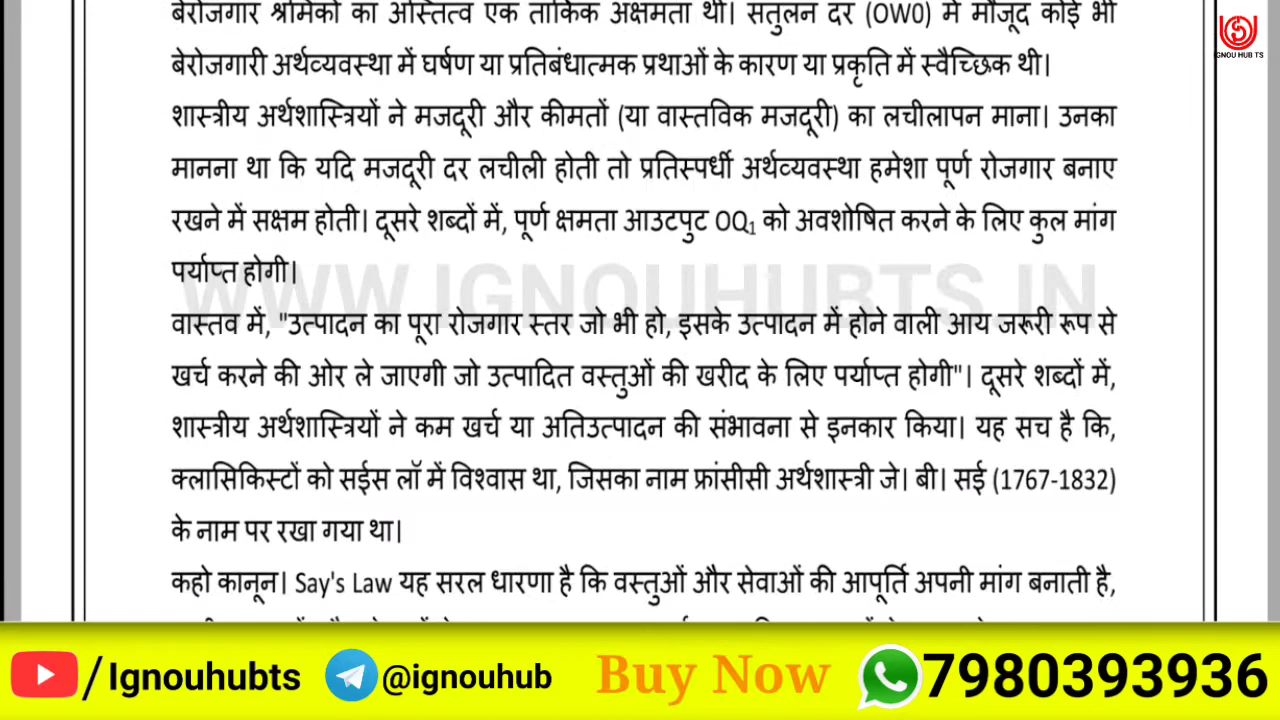 बेरोजगार श्रमिकों का अस्तित्व एक तार्किक अक्षमता थी। संतुलन दर (OW0) में मौजूद कोई भी
IGNOU HUB TS
बेरोजगारी अर्थव्यवस्था में घर्षण या प्रतिबंधात्मक प्रथाओं के कारण या प्रकृति में स्वैच्छिक थी।
शास्त्रीय अर्थशास्त्रियों ने मजदूरी और कीमतों (या वास्तविक मजदूरी) का लचीलापन माना। उनका
मानना था कि यदि मजदूरी दर लचीली होती तो प्रतिस्पर्धी अर्थव्यवस्था हमेशा पूर्ण रोजगार बनाए
रखने में सक्षम होती। दूसरे शब्दों में, पूर्ण क्षमता आउटपुट OQ₁ को अवशोषित करने के लिए कुल मांग
पर्याप्त होगी।
WWW.IGNOUHUBTS.IN
वास्तव में, "उत्पादन का पूरा रोजगार स्तर जो भी हो, इसके उत्पादन में होने वाली आय जरूरी रूप से
खर्च करने की ओर ले जाएगी जो उत्पादित वस्तुओं की खरीद के लिए पर्याप्त होगी"। दूसरे शब्दों में,
शास्त्रीय अर्थशास्त्रियों ने कम खर्च या अतिउत्पादन की संभावना से इनकार किया। यह सच है कि,
क्लासिकिस्टों को सईस लॉ में विश्वास था, जिसका नाम फ्रांसीसी अर्थशास्त्री जे। बी। सई (1767-1832)
के नाम पर रखा गया था।
कहो कानून। Say's Law यह सरल धारणा है कि वस्तुओं और सेवाओं की आपूर्ति अपनी मांग बनाती है,
/Ignouhubts @ignouhub Buy Now 7980393936